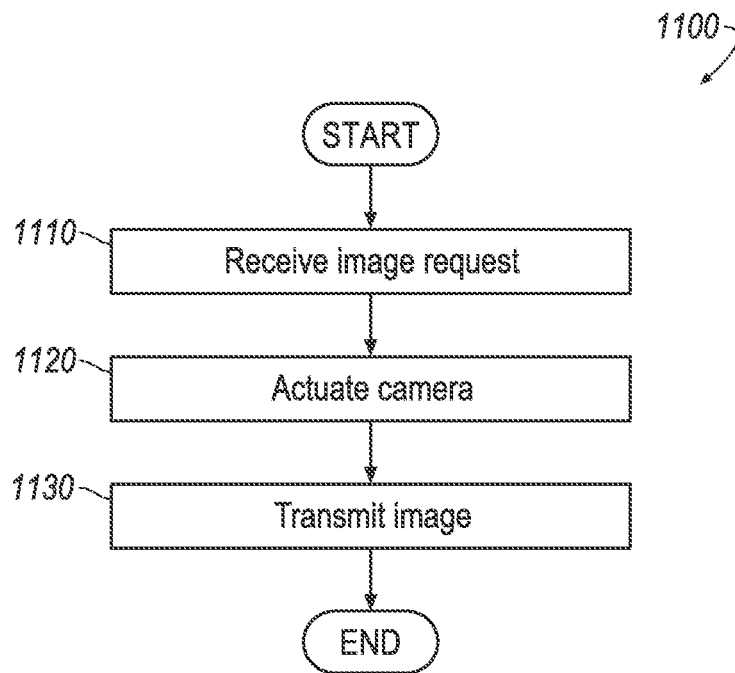 1100
START
1110
Receive image request
1120
Actuate camera
1130
Transmit image
END